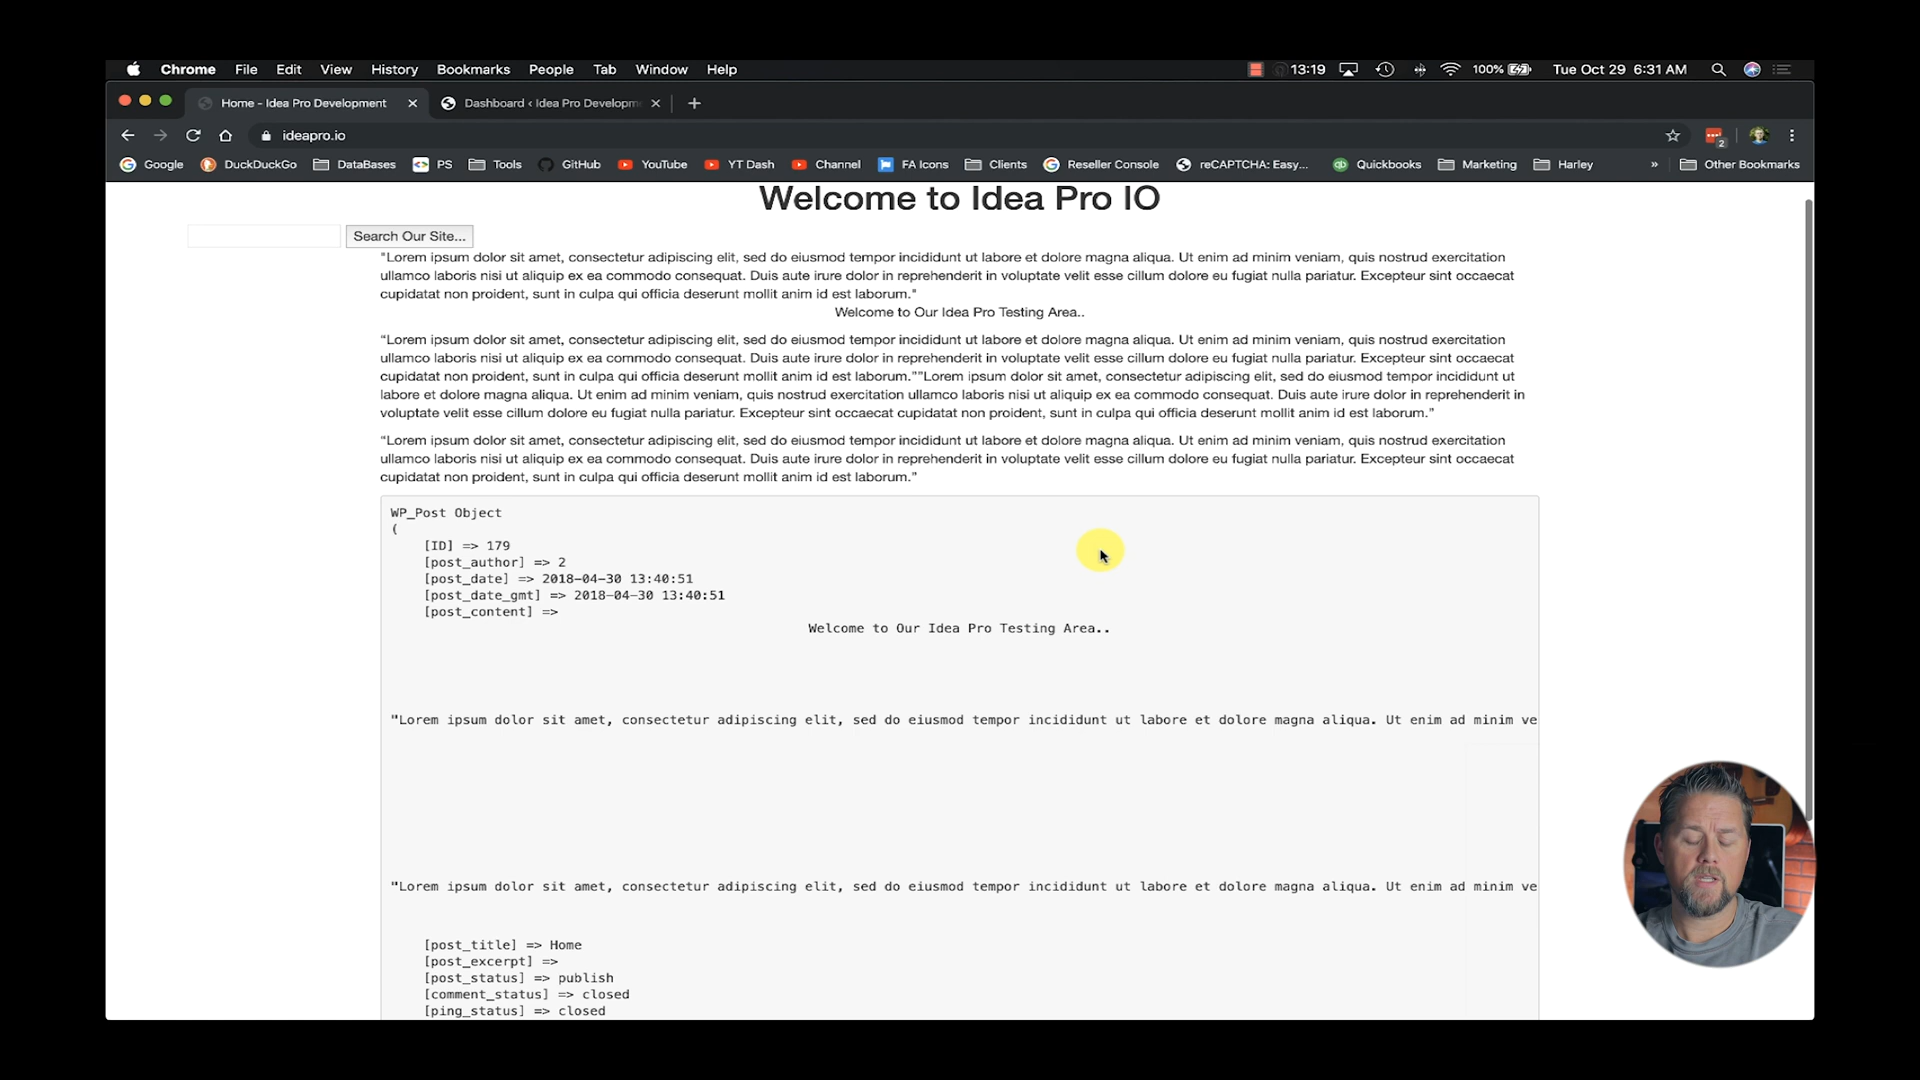 Chrome File Edit View History Bookmarks People Tab Window Help 13:19 100% Tue Oct 29 6:31 AM
Home - Idea Pro Development Dashboard ‹ Idea Pro Developm
ideapro.io 2
Google DuckDuckGo DataBases PS Tools GitHub YouTube YT Dash Channel FA Icons Clients Reseller Console reCAPTCHA: Easy... Quickbooks Marketing Harley » Other Bookmarks
Welcome to Idea Pro IO
Search Our Site...
"Lorem ipsum dolor sit amet, consectetur adipiscing elit, sed do eiusmod tempor incididunt ut labore et dolore magna aliqua. Ut enim ad minim veniam, quis nostrud exercitation
ullamco laboris nisi ut aliquip ex ea commodo consequat. Duis aute irure dolor in reprehenderit in voluptate velit esse cillum dolore eu fugiat nulla pariatur. Excepteur sint occaecat
cupidatat non proident, sunt in culpa qui officia deserunt mollit anim id est laborum."
Welcome to Our Idea Pro Testing Area..
“Lorem ipsum dolor sit amet, consectetur adipiscing elit, sed do eiusmod tempor incididunt ut labore et dolore magna aliqua. Ut enim ad minim veniam, quis nostrud exercitation
ullamco laboris nisi ut aliquip ex ea commodo consequat. Duis aute irure dolor in reprehenderit in voluptate velit esse cillum dolore eu fugiat nulla pariatur. Excepteur sint occaecat
cupidatat non proident, sunt in culpa qui officia deserunt mollit anim id est laborum.””Lorem ipsum dolor sit amet, consectetur adipiscing elit, sed do eiusmod tempor incididunt ut
labore et dolore magna aliqua. Ut enim ad minim veniam, quis nostrud exercitation ullamco laboris nisi ut aliquip ex ea commodo consequat. Duis aute irure dolor in reprehenderit in
voluptate velit esse cillum dolore eu fugiat nulla pariatur. Excepteur sint occaecat cupidatat non proident, sunt in culpa qui officia deserunt mollit anim id est laborum.”
“Lorem ipsum dolor sit amet, consectetur adipiscing elit, sed do eiusmod tempor incididunt ut labore et dolore magna aliqua. Ut enim ad minim veniam, quis nostrud exercitation
ullamco laboris nisi ut aliquip ex ea commodo consequat. Duis aute irure dolor in reprehenderit in voluptate velit esse cillum dolore eu fugiat nulla pariatur. Excepteur sint occaecat
cupidatat non proident, sunt in culpa qui officia deserunt mollit anim id est laborum.”
WP_Post Object
(
[ID] => 179
[post_author] => 2
[post_date] => 2018-04-30 13:40:51
[post_date_gmt] => 2018-04-30 13:40:51
[post_content] =>
Welcome to Our Idea Pro Testing Area..
"Lorem ipsum dolor sit amet, consectetur adipiscing elit, sed do eiusmod tempor incididunt ut labore et dolore magna aliqua. Ut enim ad minim ve
"Lorem ipsum dolor sit amet, consectetur adipiscing elit, sed do eiusmod tempor incididunt ut labore et dolore magna aliqua. Ut enim ad minim ve
[post_title] => Home
[post_excerpt] =>
[post_status] => publish
[comment_status] => closed
[ping_status] => closed